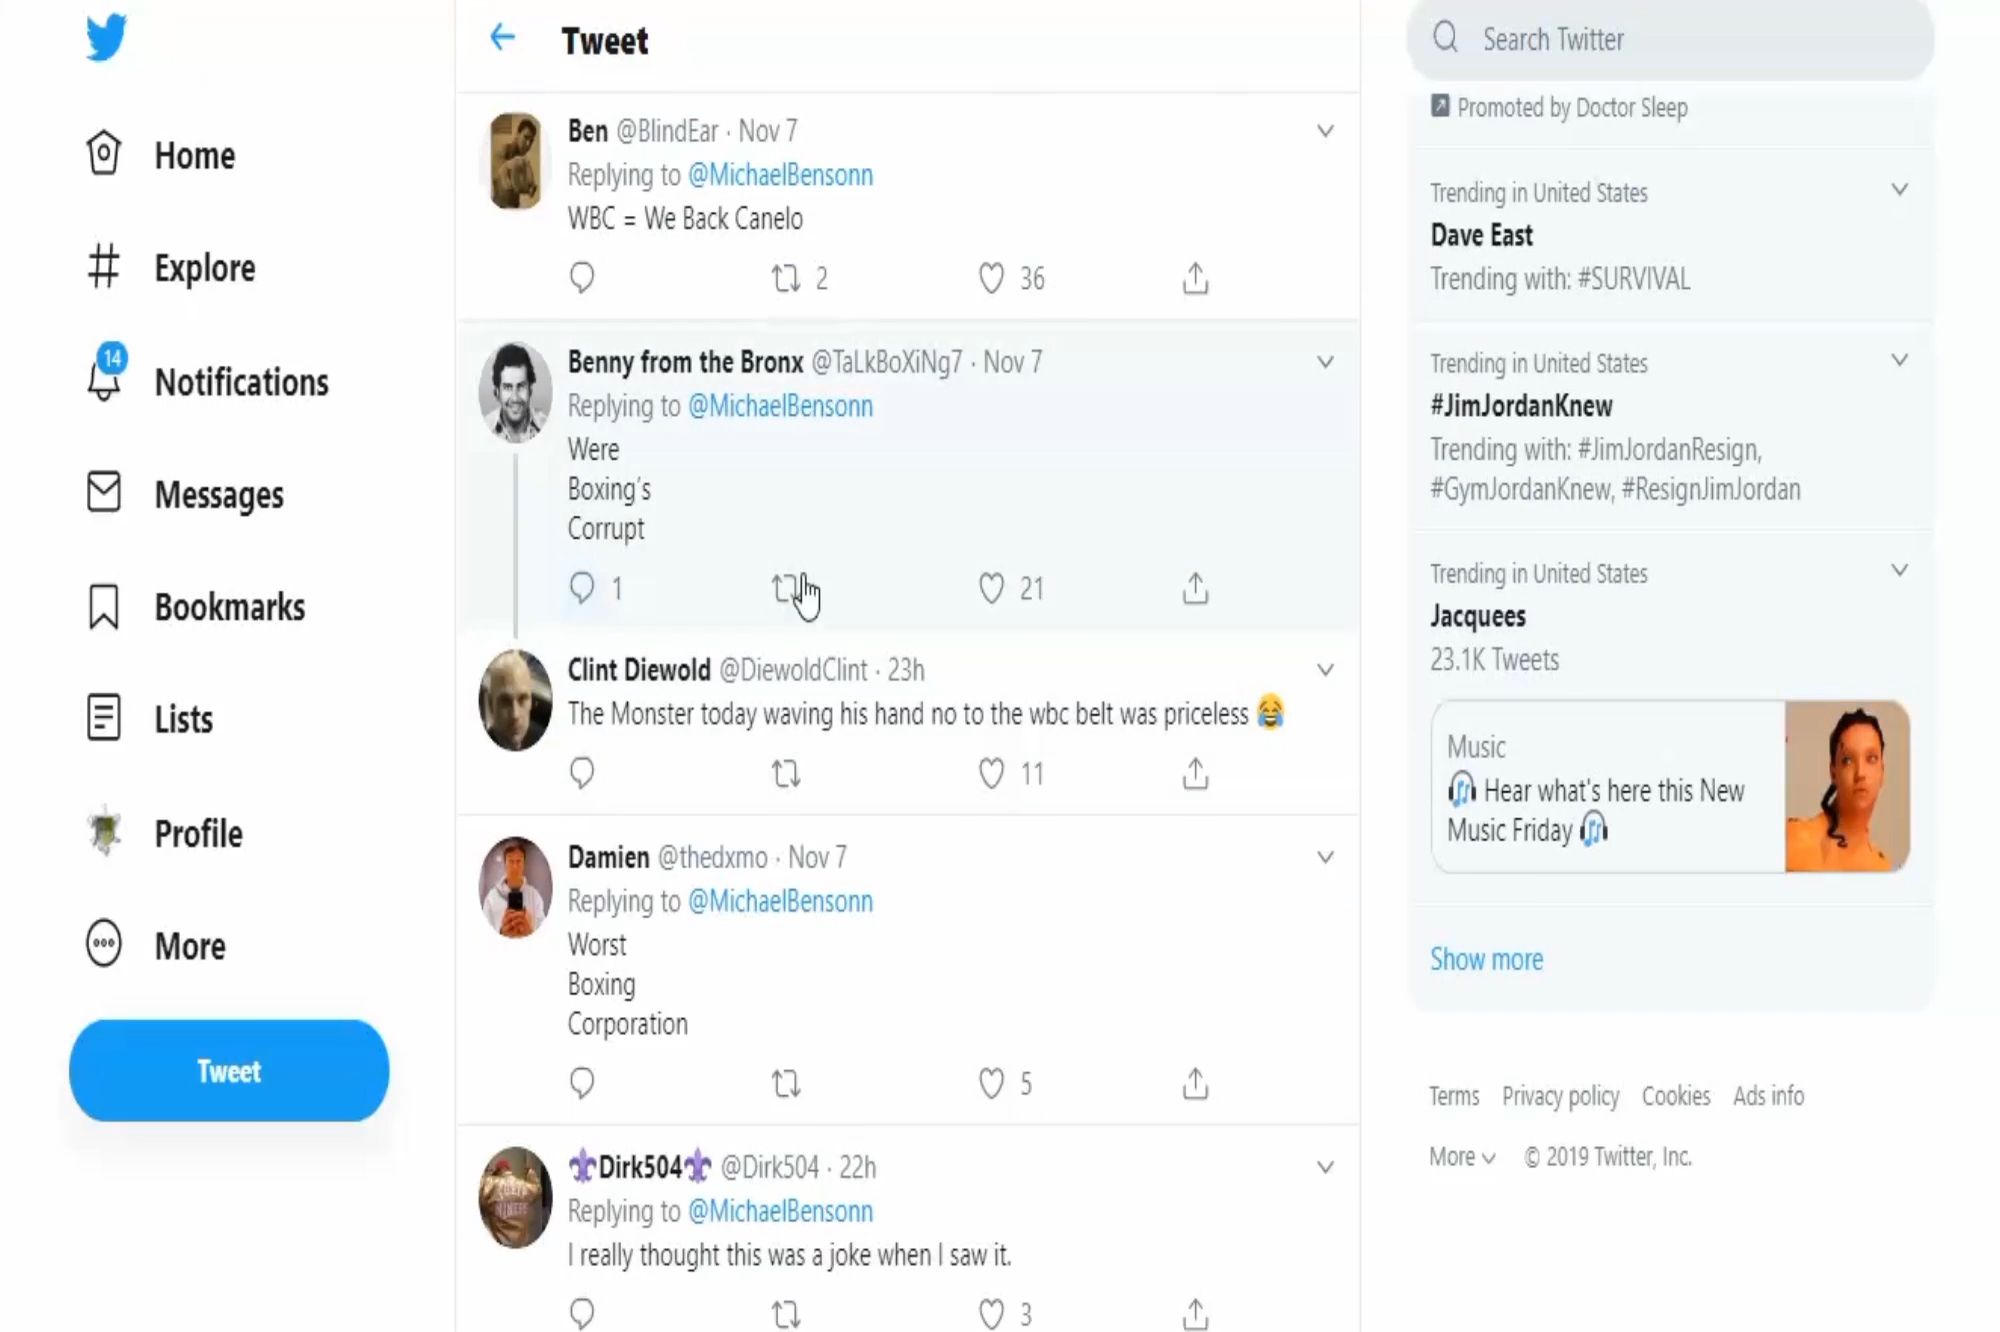 Home
Explore
14
Notifications
Messages
Bookmarks
Lists
Profile
More
Tweet
Tweet
Ben @BlindEar · Nov 7
Replying to @MichaelBensonn
WBC = We Back Canelo
2 36
Benny from the Bronx @TaLkBoXiNg7 · Nov 7
Replying to @MichaelBensonn
Were
Boxing's
Corrupt
1 21
Clint Diewold @DiewoldClint · 23h
The Monster today waving his hand no to the wbc belt was priceless 😂
11
Damien @thedxmo · Nov 7
Replying to @MichaelBensonn
Worst
Boxing
Corporation
5
⚜Dirk504⚜ @Dirk504 · 22h
Replying to @MichaelBensonn
I really thought this was a joke when I saw it.
3
Search Twitter
Promoted by Doctor Sleep
Trending in United States
Dave East
Trending with: #SURVIVAL
Trending in United States
#JimJordanKnew
Trending with: #JimJordanResign,
#GymJordanKnew, #ResignJimJordan
Trending in United States
Jacquees
23.1K Tweets
Music
🎧 Hear what's here this New
Music Friday 🎧
Show more
Terms Privacy policy Cookies Ads info
More © 2019 Twitter, Inc.